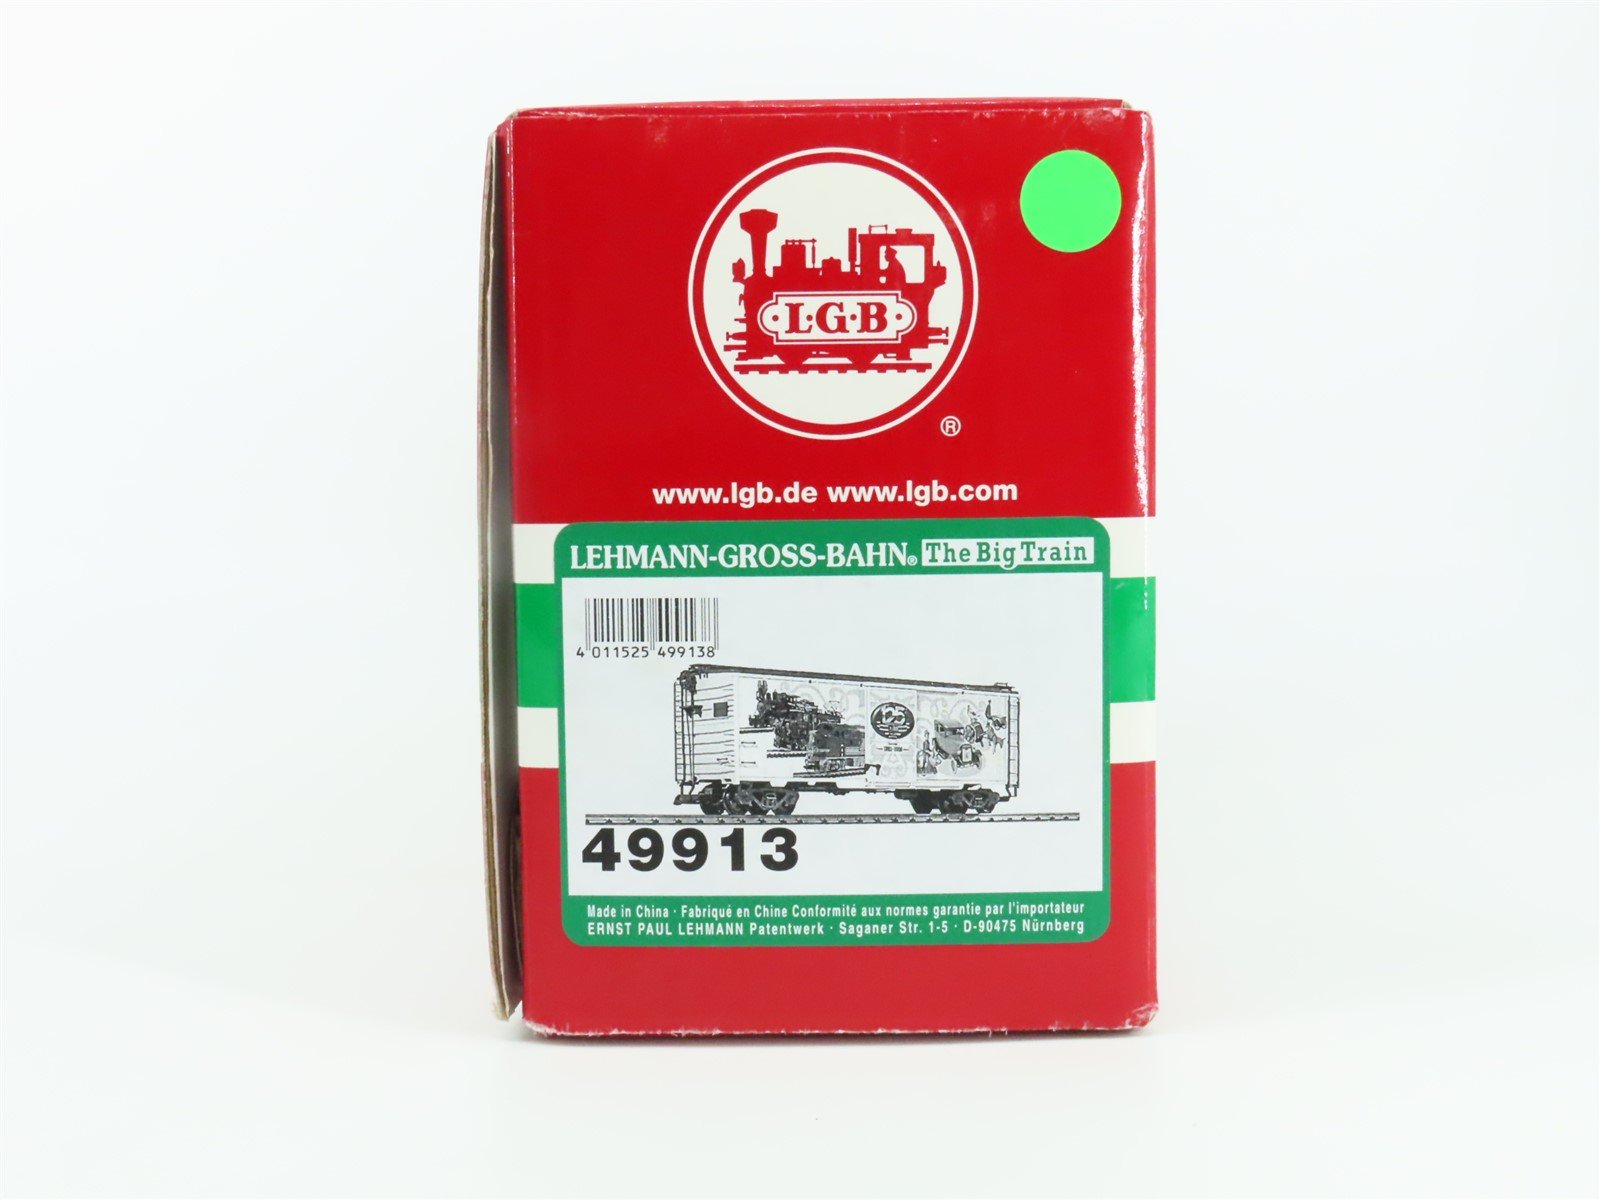 L·G·B
®
www.lgb.de www.lgb.com
LEHMANN-GROSS-BAHN® The Big Train
4 011525 499138
125
49913
Made in China · Fabriqué en Chine Conformité aux normes garantie par l'importateur
ERNST PAUL LEHMANN Patentwerk · Saganer Str. 1-5 · D-90475 Nürnberg